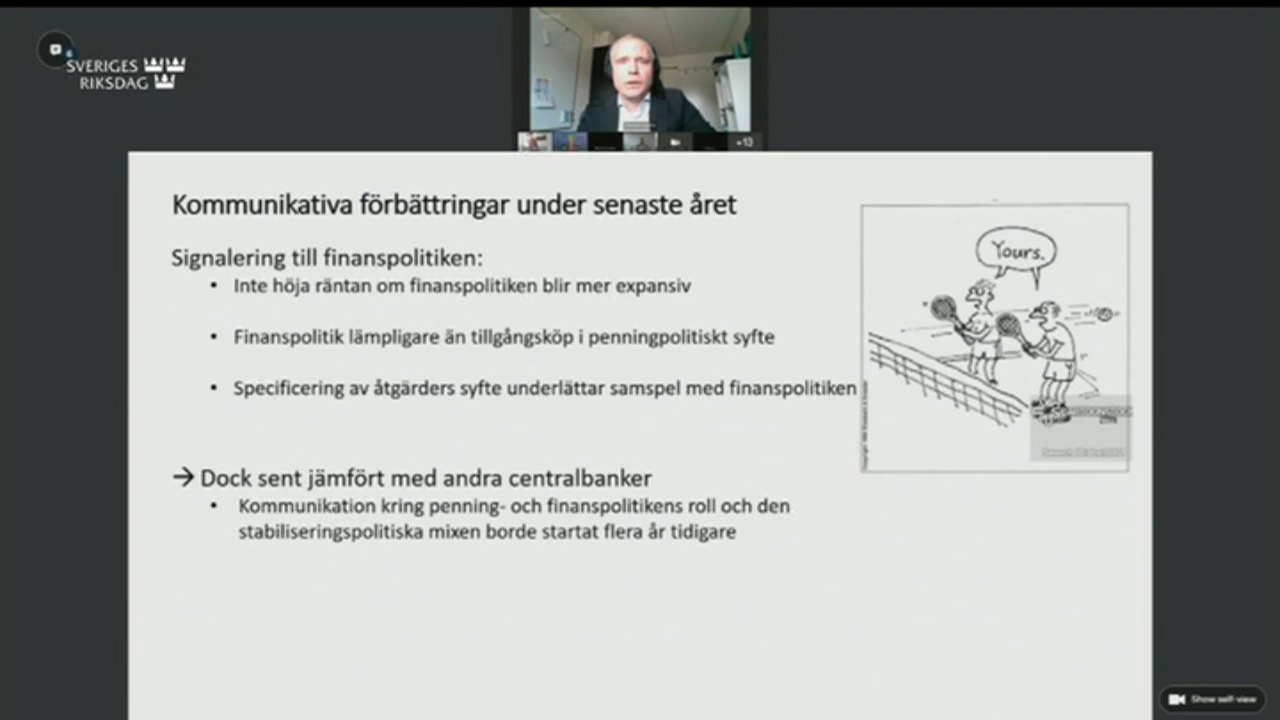 SVERIGES
RIKSDAG
+13
Kommunikativa förbättringar under senaste året
Signalering till finanspolitiken:
• Inte höja räntan om finanspolitiken blir mer expansiv
• Finanspolitik lämpligare än tillgångsköp i penningpolitiskt syfte
• Specificering av åtgärders syfte underlättar samspel med finanspolitiken
Yours.
→ Dock sent jämfört med andra centralbanker
• Kommunikation kring penning- och finanspolitikens roll och den
stabiliseringspolitiska mixen borde startat flera år tidigare
Show self-view